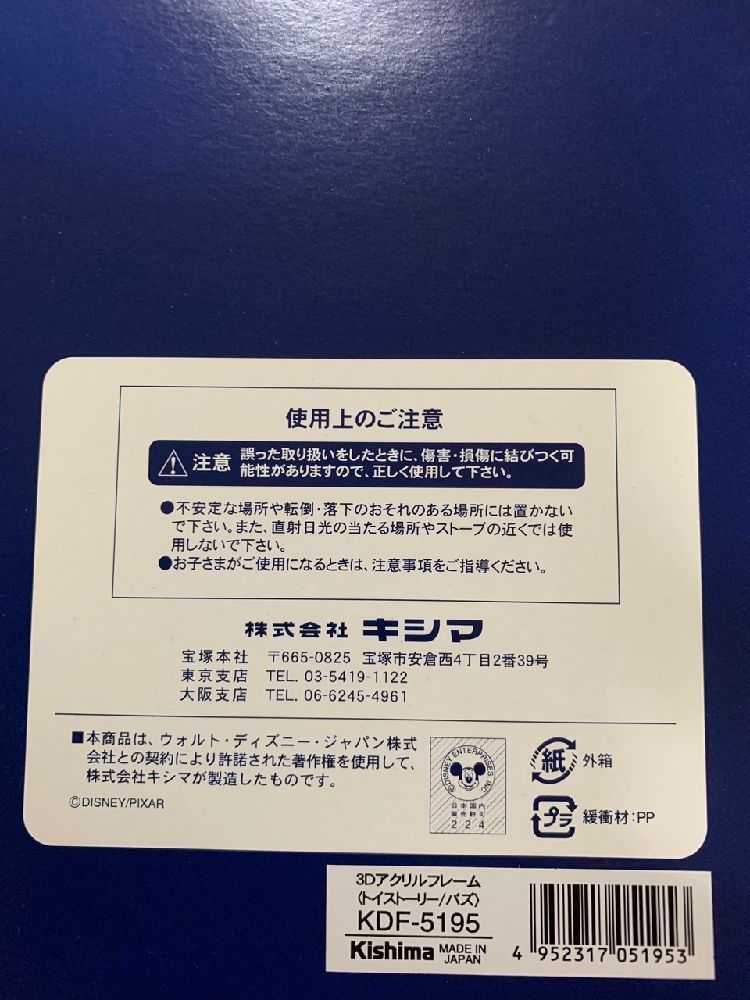 使用上のご注意
注意 誤った取り扱いをしたときに、傷害・損傷に結びつく可
能性がありますので、正しく使用して下さい。
●不安定な場所や転倒・落下のおそれのある場所には置かない
で下さい。また、直射日光の当たる場所やストーブの近くでは使
用しないで下さい。
●お子さまがご使用になるときは、注意事項をご指導ください。
株式会社 キシマ
宝塚本社 〒665-0825 宝塚市安倉西4丁目2番39号
東京支店 TEL. 03-5419-1122
大阪支店 TEL. 06-6245-4961
■本商品は、ウォルト・ディズニー・ジャパン株式
会社との契約により許諾された著作権を使用して、
株式会社キシマが製造したものです。
©DISNEY/PIXAR
©DISNEY ENTERPRISES INC
日本国内
販売許可
224
紙 外箱
プラ 緩衝材:PP
3Dアクリルフレーム
〈トイストーリー/バズ〉
KDF-5195
Kishima MADE IN JAPAN
4 952317 051953